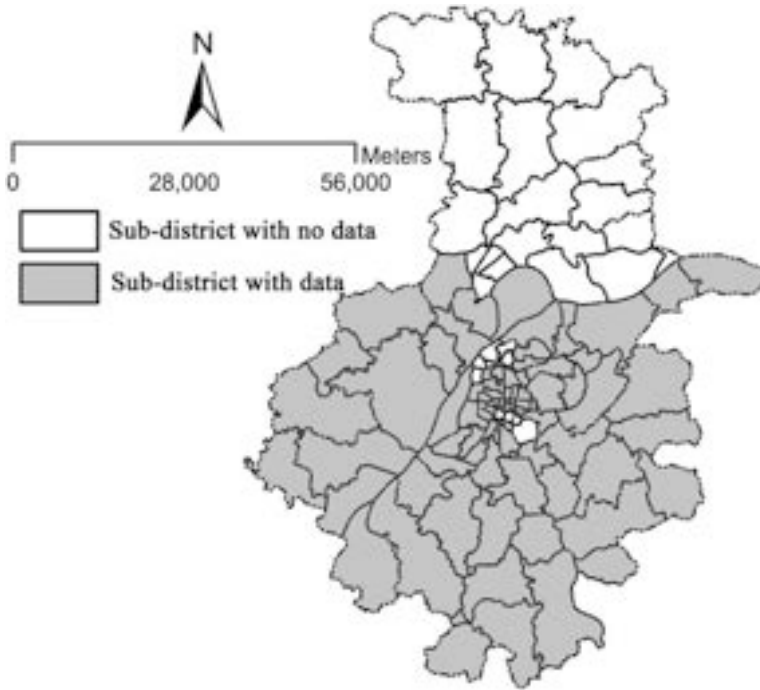 N
Meters
0 28,000 56,000
Sub-district with no data
Sub-district with data